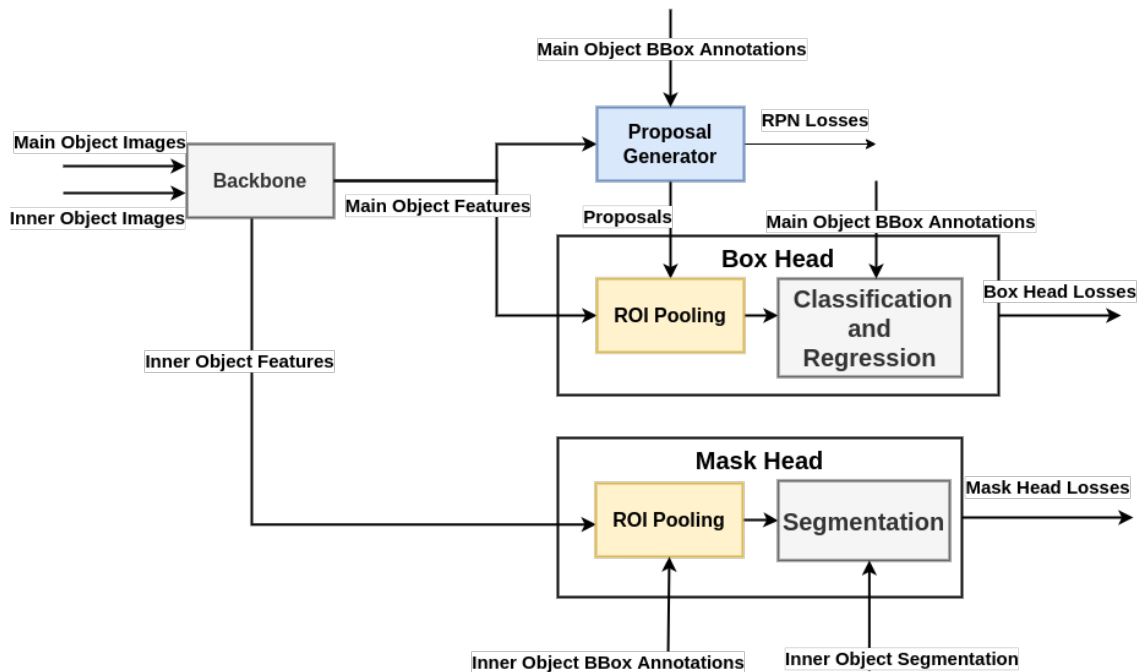 Main Object BBox Annotations
Proposal
Generator
RPN Losses
Main Object Images
Backbone
Inner Object Images
Main Object Features
Proposals
Main Object BBox Annotations
Box Head
ROI Pooling
Classification
and
Regression
Box Head Losses
Inner Object Features
Mask Head
ROI Pooling
Segmentation
Mask Head Losses
Inner Object BBox Annotations
Inner Object Segmentation